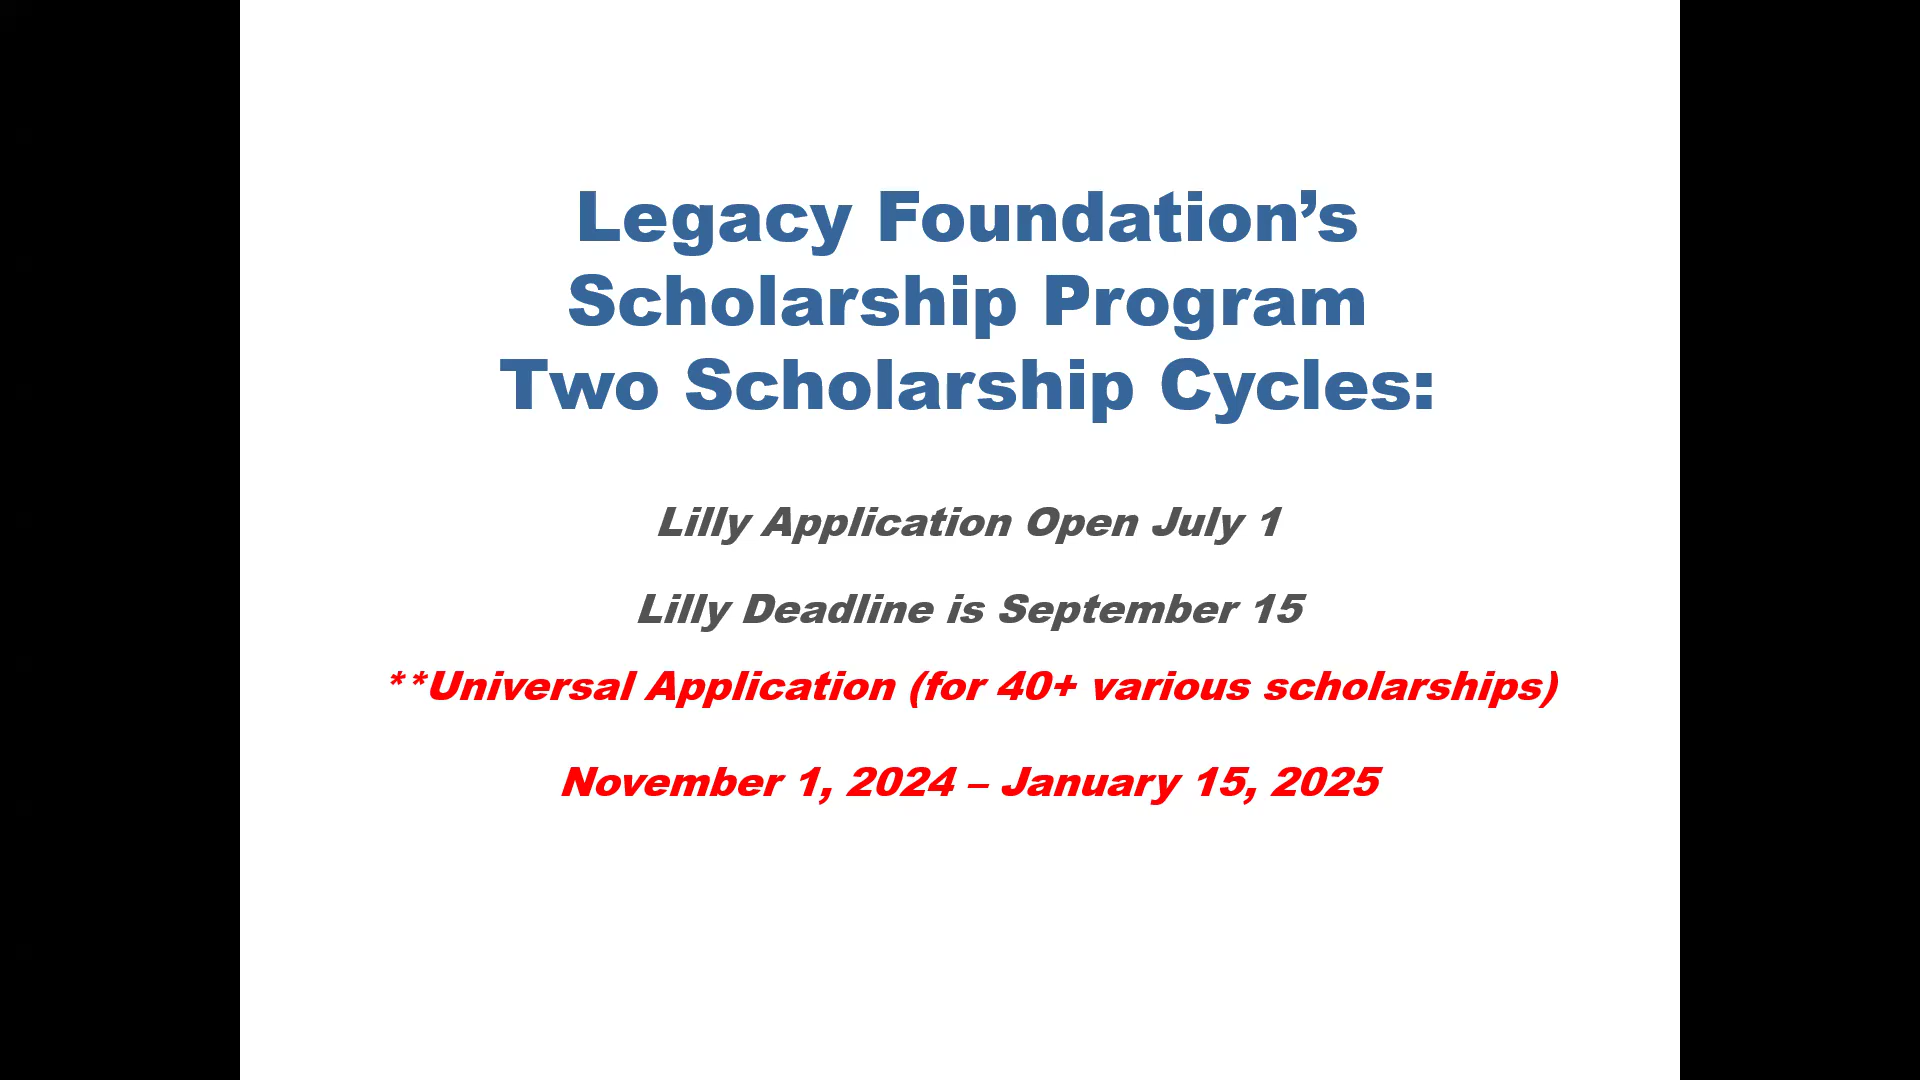 Legacy Foundation’s
Scholarship Program
Two Scholarship Cycles:
Lilly Application Open July 1
Lilly Deadline is September 15
**Universal Application (for 40+ various scholarships)
November 1, 2024 – January 15, 2025